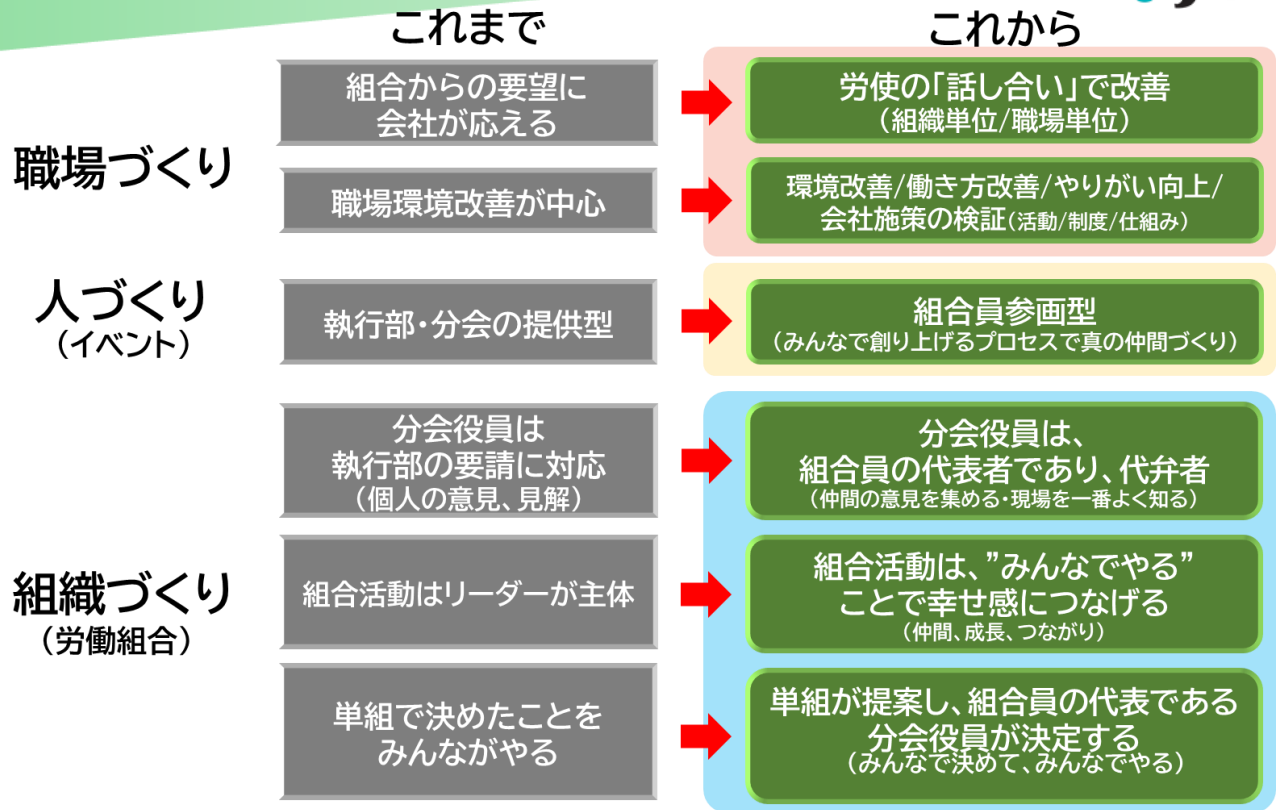 これまで
これから
職場づくり
組合からの要望に
会社が応える
労使の「話し合い」で改善
（組織単位/職場単位）
職場環境改善が中心
環境改善/働き方改善/やりがい向上/
会社施策の検証（活動/制度/仕組み）
人づくり
（イベント）
執行部・分会の提供型
組合員参画型
（みんなで創り上げるプロセスで真の仲間づくり）
組織づくり
（労働組合）
分会役員は
執行部の要請に対応
（個人の意見、見解）
分会役員は、
組合員の代表者であり、代弁者
（仲間の意見を集める・現場を一番よく知る）
組合活動はリーダーが主体
組合活動は、”みんなでやる”
ことで幸せ感につなげる
（仲間、成長、つながり）
単組で決めたことを
みんながやる
単組が提案し、組合員の代表である
分会役員が決定する
（みんなで決めて、みんなでやる）